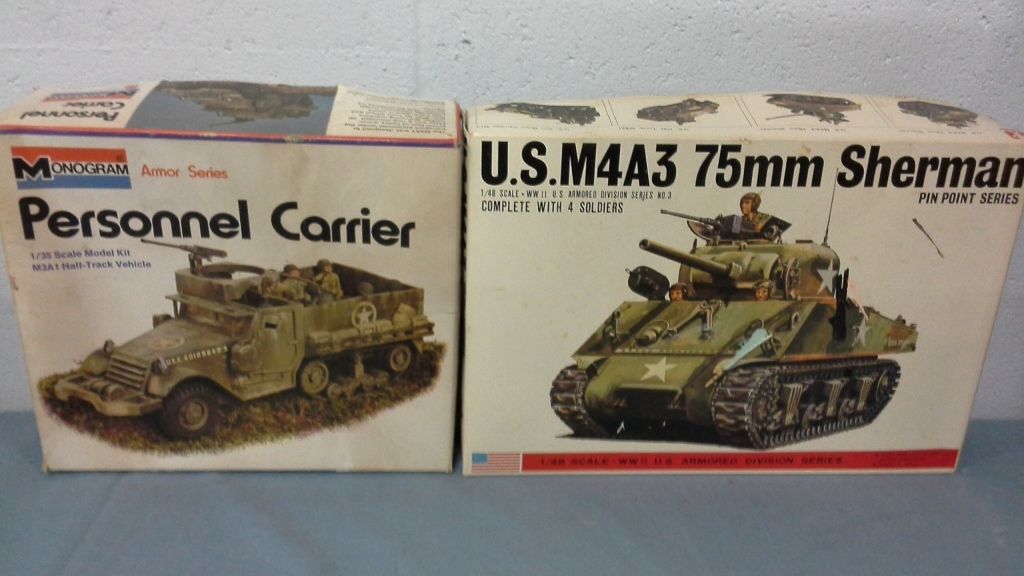 Personnel
Carrier
MONOGRAM
Armor Series
Personnel Carrier
1/35 Scale Model Kit
M3A1 Half-Track Vehicle
U.S.A.
U.S.M4A3 75mm Sherman
1/48 SCALE • WW.II U.S ARMORED DIVISION SERIES NO.3
PIN POINT SERIES
COMPLETE WITH 4 SOLDIERS
1/48 SCALE • WW.II U.S. ARMORED DIVISION SERIES